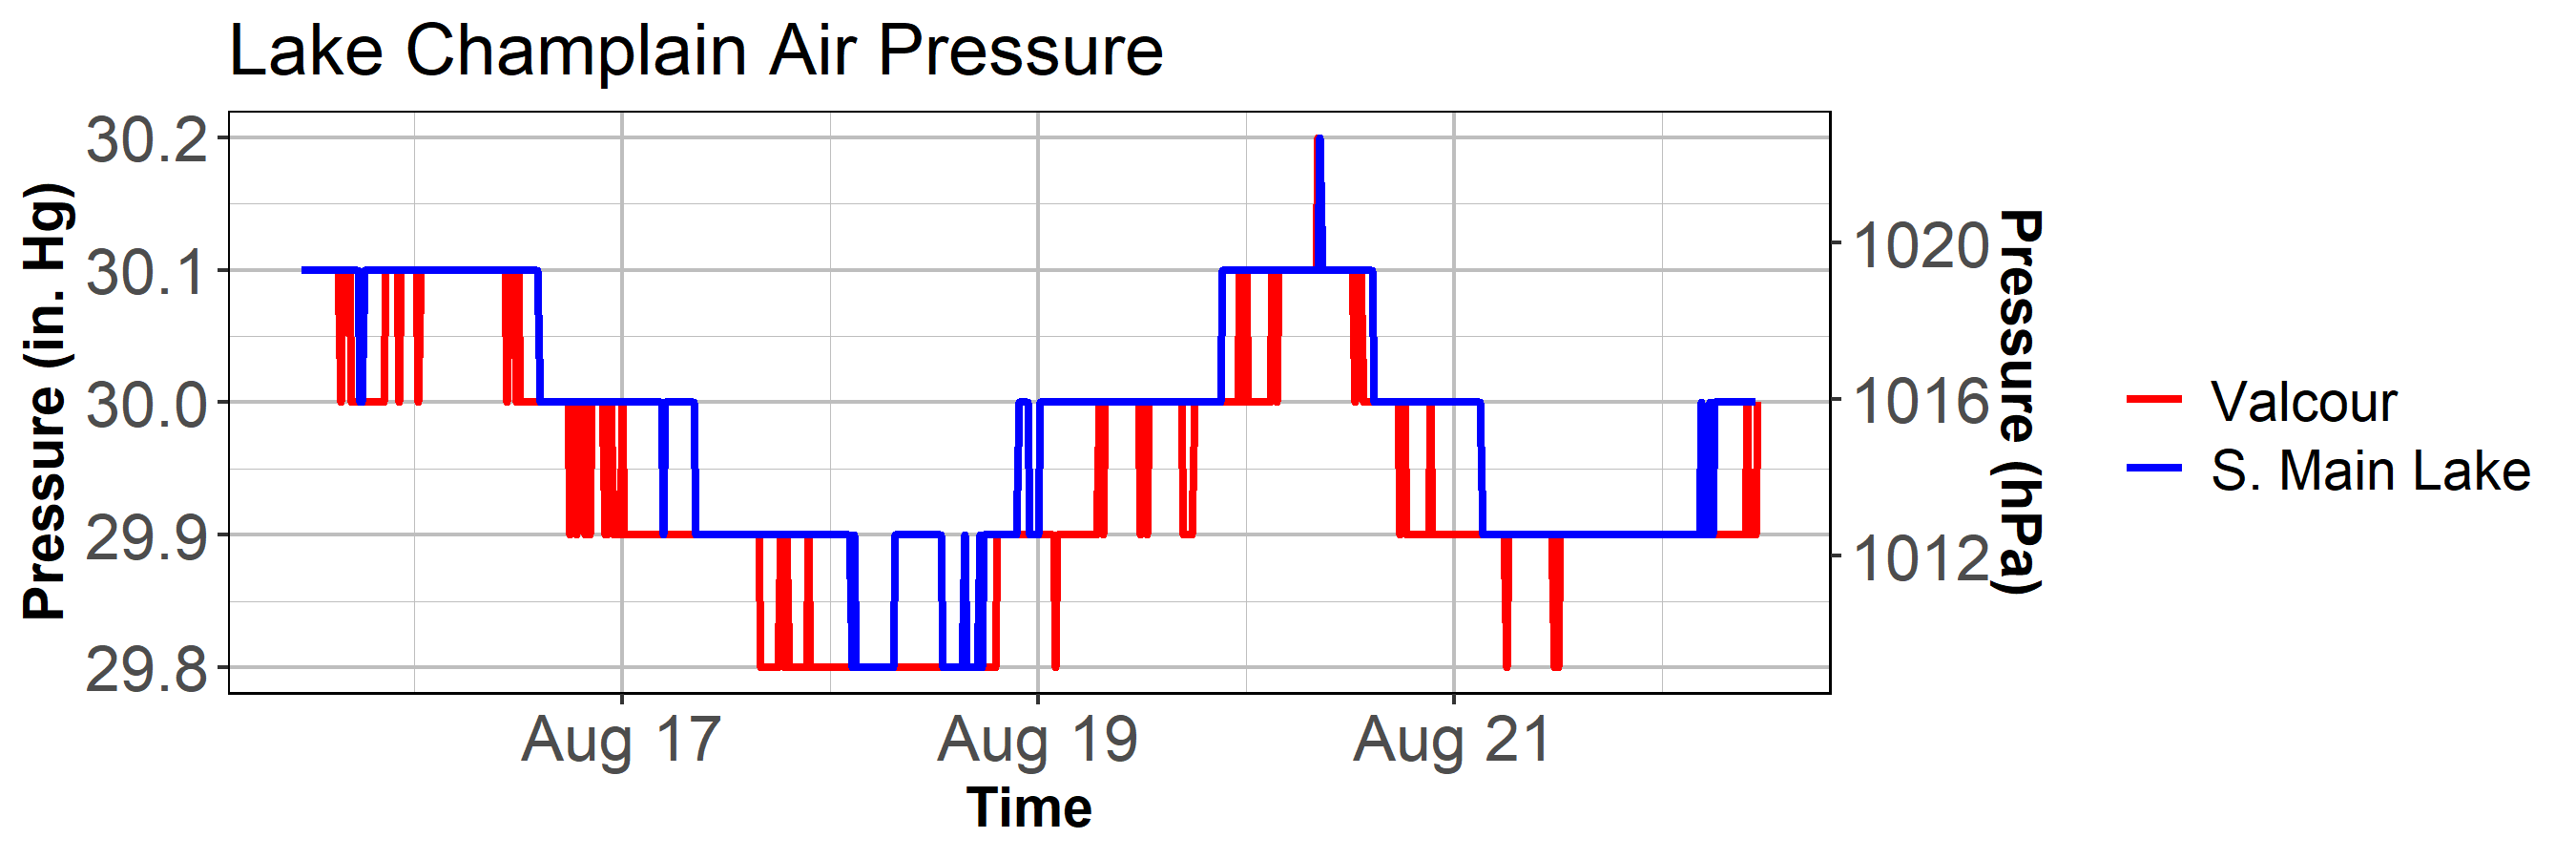 Lake Champlain Air Pressure
Pressure (in. Hg)
30.2
30.1
30.0
29.9
29.8
1020
1016
1012
Pressure (hPa)
Aug 17
Aug 19
Aug 21
Time
Valcour
S. Main Lake